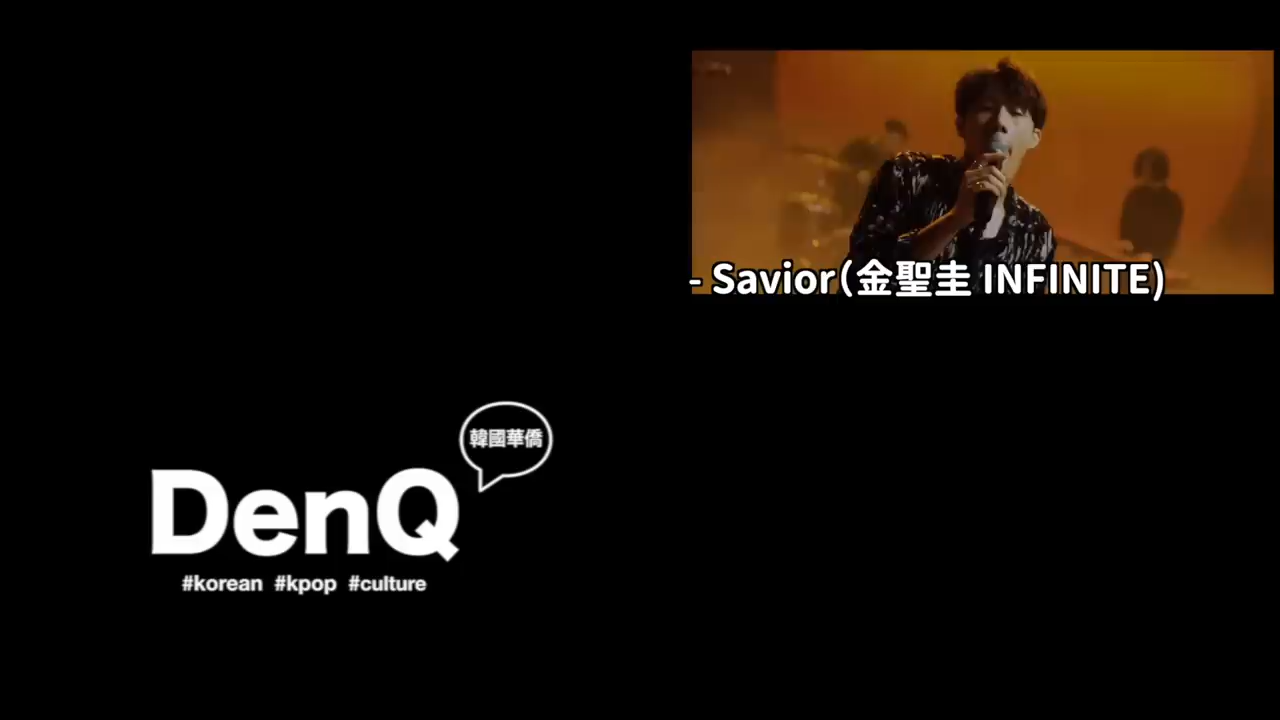 - Savior(金聖圭 INFINITE)
韓國華僑
DenQ
#korean #kpop #culture